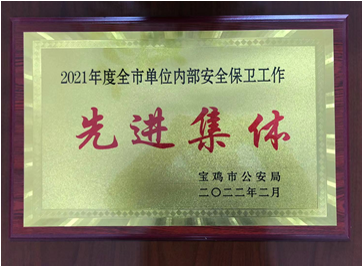 2021年度全市单位内部安全保卫工作
先进集体
宝鸡市公安局
二〇二二年二月